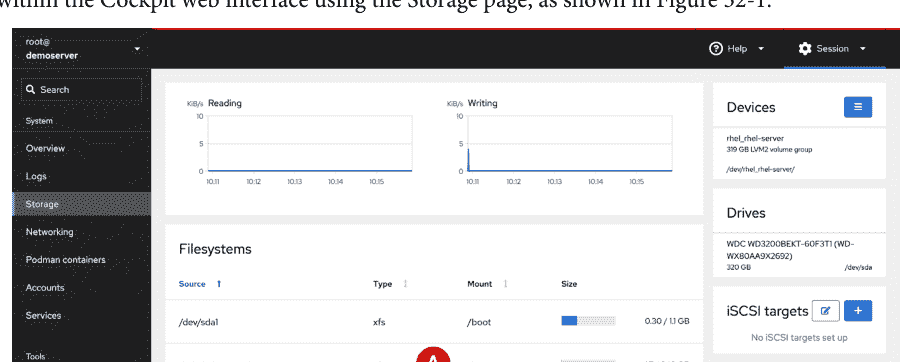 within the Cockpit web interface using the Storage page, as shown in Figure 32-1:
root@
demoserver
Help
Session
Search
System
Overview
Logs
Storage
Networking
Podman containers
Accounts
Services
Tools
KiB/s Reading
10
5
0
10:11 10:12 10:13 10:14 10:15
KiB/s Writing
10
5
0
10:11 10:12 10:13 10:14 10:15
Filesystems
Source Type Mount Size
/dev/sda1 xfs /boot 0.30 / 1.1 GB
A
Devices
rhel_rhel-server
319 GB LVM2 volume group
/dev/rhel_rhel-server/
Drives
WDC WD3200BEKT-60F3T1 (WD-
WX80AA9X2692)
320 GB /dev/sda
iSCSI targets
No iSCSI targets set up